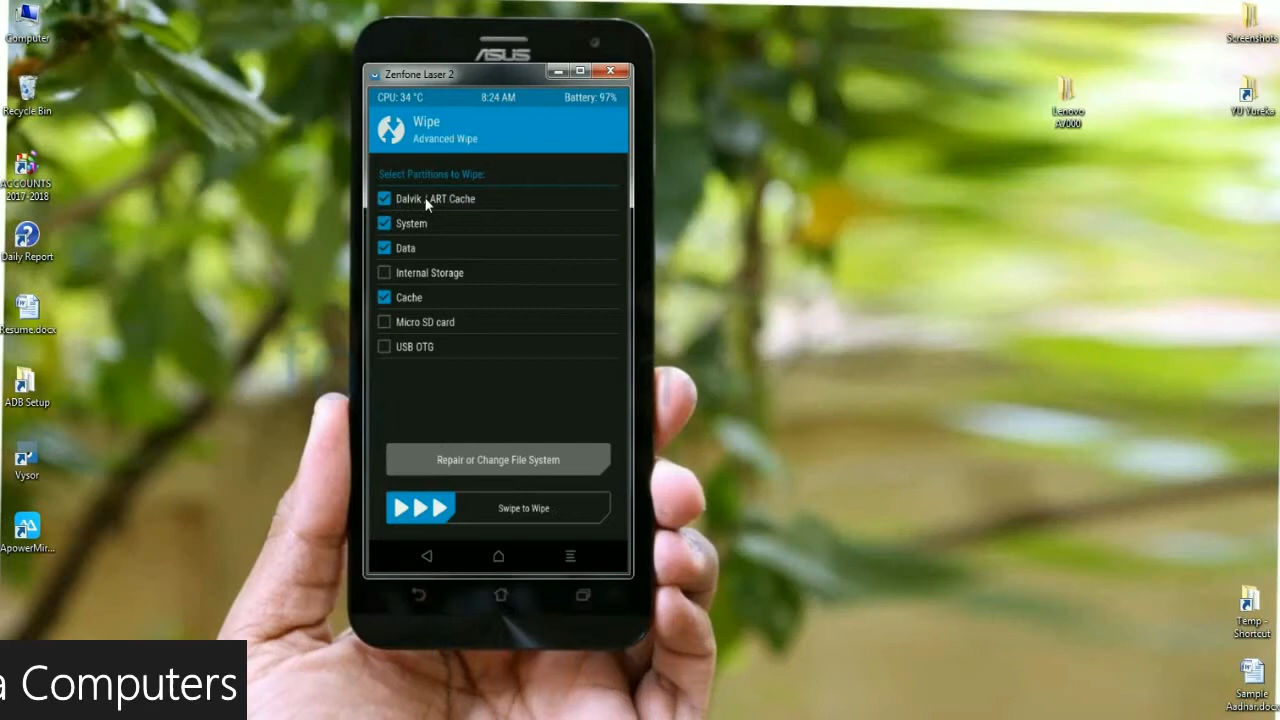 Computer
Recycle Bin
ACCOUNTS
2017-2018
Daily Report
Resume.docx
ADB Setup
Vysor
ApowerMir...
ASUS
Zenfone Laser 2
CPU: 34 °C
8:24 AM
Battery: 97%
Wipe
Advanced Wipe
Select Partitions to Wipe:
Dalvik / ART Cache
System
Data
Internal Storage
Cache
Micro SD card
USB OTG
Repair or Change File System
Swipe to Wipe
Lenovo
A7000
Screenshots
YU Yureka
Temp -
Shortcut
Sample
Aadhar.docx
a Computers